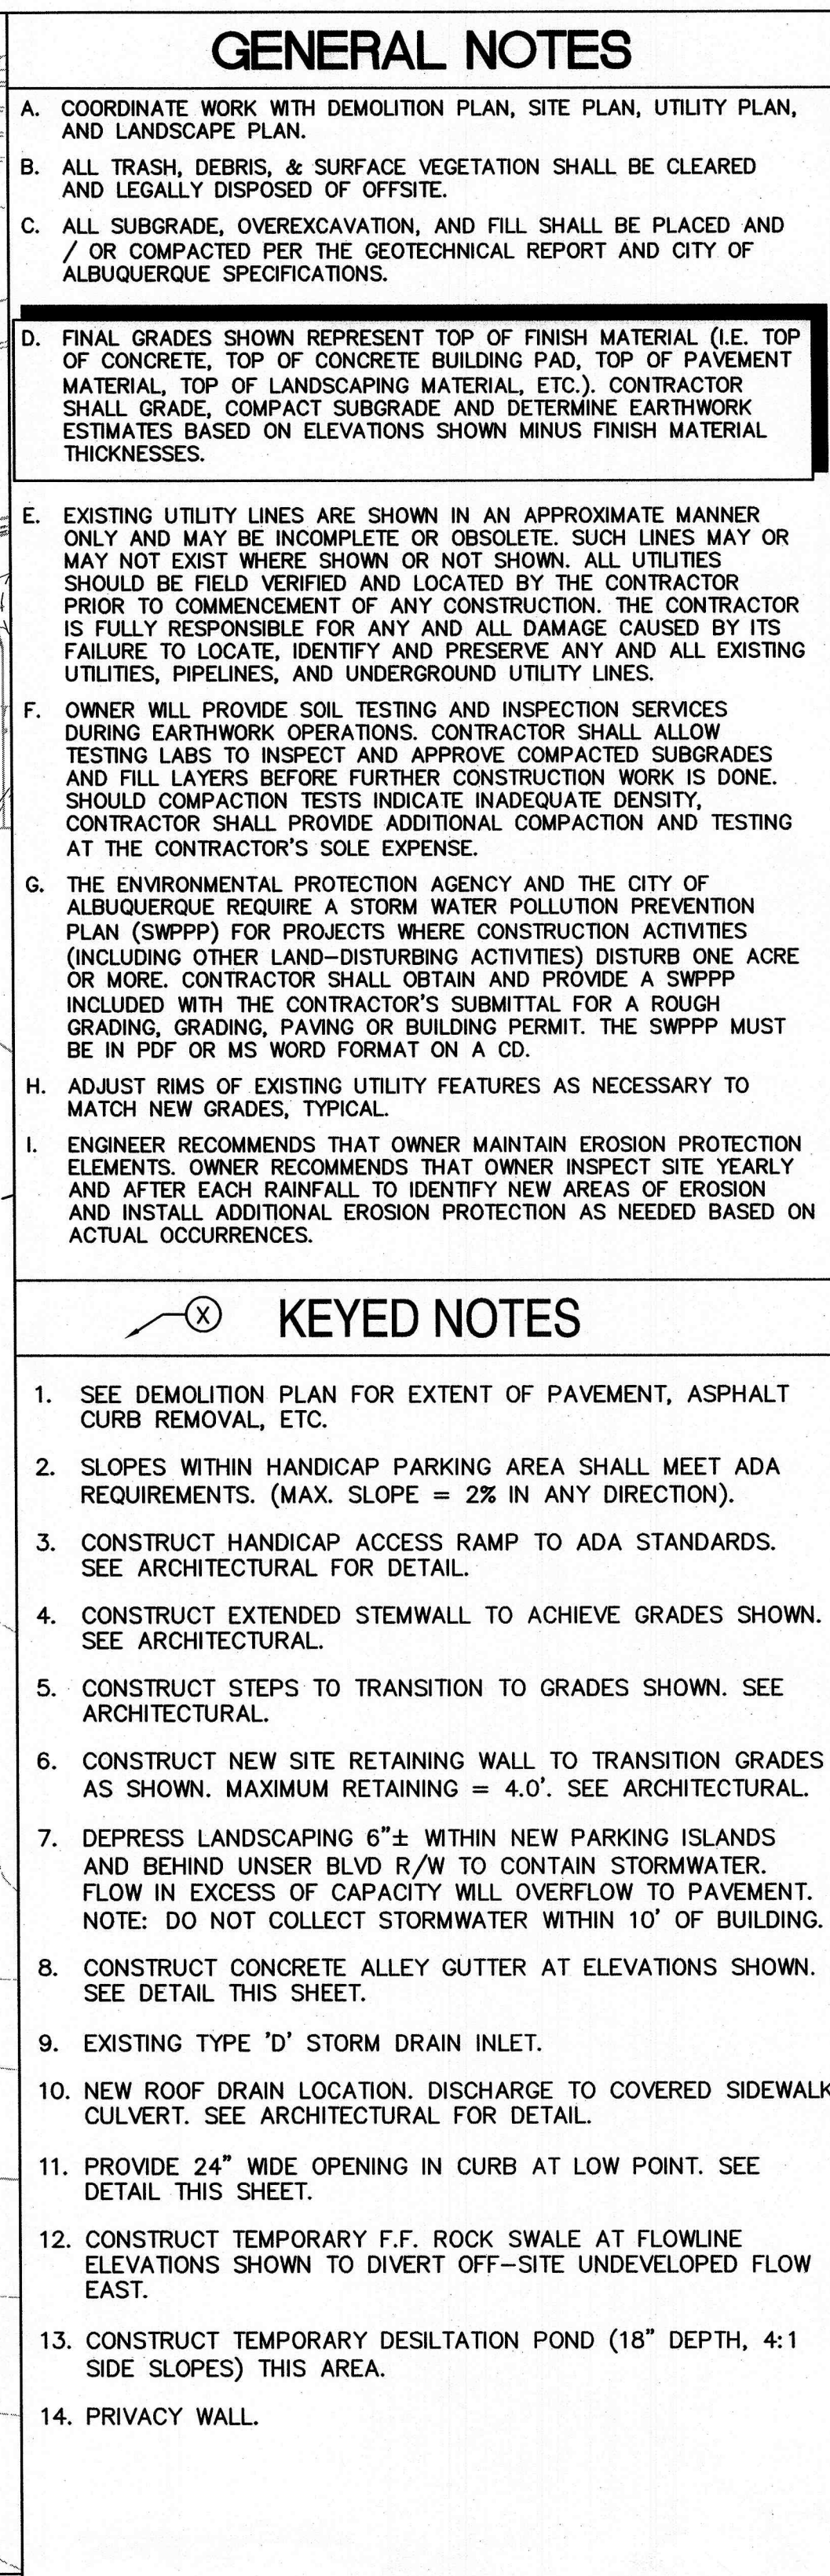 GENERAL NOTES
A. COORDINATE WORK WITH DEMOLITION PLAN, SITE PLAN, UTILITY PLAN,
AND LANDSCAPE PLAN.
B. ALL TRASH, DEBRIS, & SURFACE VEGETATION SHALL BE CLEARED
AND LEGALLY DISPOSED OF OFFSITE.
C. ALL SUBGRADE, OVEREXCAVATION, AND FILL SHALL BE PLACED AND
/ OR COMPACTED PER THE GEOTECHNICAL REPORT AND CITY OF
ALBUQUERQUE SPECIFICATIONS.
D. FINAL GRADES SHOWN REPRESENT TOP OF FINISH MATERIAL (I.E. TOP
OF CONCRETE, TOP OF CONCRETE BUILDING PAD, TOP OF PAVEMENT
MATERIAL, TOP OF LANDSCAPING MATERIAL, ETC.). CONTRACTOR
SHALL GRADE, COMPACT SUBGRADE AND DETERMINE EARTHWORK
ESTIMATES BASED ON ELEVATIONS SHOWN MINUS FINISH MATERIAL
THICKNESSES.
E. EXISTING UTILITY LINES ARE SHOWN IN AN APPROXIMATE MANNER
ONLY AND MAY BE INCOMPLETE OR OBSOLETE. SUCH LINES MAY OR
MAY NOT EXIST WHERE SHOWN OR NOT SHOWN. ALL UTILITIES
SHOULD BE FIELD VERIFIED AND LOCATED BY THE CONTRACTOR
PRIOR TO COMMENCEMENT OF ANY CONSTRUCTION. THE CONTRACTOR
IS FULLY RESPONSIBLE FOR ANY AND ALL DAMAGE CAUSED BY ITS
FAILURE TO LOCATE, IDENTIFY AND PRESERVE ANY AND ALL EXISTING
UTILITIES, PIPELINES, AND UNDERGROUND UTILITY LINES.
F. OWNER WILL PROVIDE SOIL TESTING AND INSPECTION SERVICES
DURING EARTHWORK OPERATIONS. CONTRACTOR SHALL ALLOW
TESTING LABS TO INSPECT AND APPROVE COMPACTED SUBGRADES
AND FILL LAYERS BEFORE FURTHER CONSTRUCTION WORK IS DONE.
SHOULD COMPACTION TESTS INDICATE INADEQUATE DENSITY,
CONTRACTOR SHALL PROVIDE ADDITIONAL COMPACTION AND TESTING
AT THE CONTRACTOR'S SOLE EXPENSE.
G. THE ENVIRONMENTAL PROTECTION AGENCY AND THE CITY OF
ALBUQUERQUE REQUIRE A STORM WATER POLLUTION PREVENTION
PLAN (SWPPP) FOR PROJECTS WHERE CONSTRUCTION ACTIVITIES
(INCLUDING OTHER LAND-DISTURBING ACTIVITIES) DISTURB ONE ACRE
OR MORE. CONTRACTOR SHALL OBTAIN AND PROVIDE A SWPPP
INCLUDED WITH THE CONTRACTOR'S SUBMITTAL FOR A ROUGH
GRADING, GRADING, PAVING OR BUILDING PERMIT. THE SWPPP MUST
BE IN PDF OR MS WORD FORMAT ON A CD.
H. ADJUST RIMS OF EXISTING UTILITY FEATURES AS NECESSARY TO
MATCH NEW GRADES, TYPICAL.
I. ENGINEER RECOMMENDS THAT OWNER MAINTAIN EROSION PROTECTION
ELEMENTS. OWNER RECOMMENDS THAT OWNER INSPECT SITE YEARLY
AND AFTER EACH RAINFALL TO IDENTIFY NEW AREAS OF EROSION
AND INSTALL ADDITIONAL EROSION PROTECTION AS NEEDED BASED ON
ACTUAL OCCURRENCES.
X KEYED NOTES
1. SEE DEMOLITION PLAN FOR EXTENT OF PAVEMENT, ASPHALT
CURB REMOVAL, ETC.
2. SLOPES WITHIN HANDICAP PARKING AREA SHALL MEET ADA
REQUIREMENTS. (MAX. SLOPE = 2% IN ANY DIRECTION).
3. CONSTRUCT HANDICAP ACCESS RAMP TO ADA STANDARDS.
SEE ARCHITECTURAL FOR DETAIL.
4. CONSTRUCT EXTENDED STEMWALL TO ACHIEVE GRADES SHOWN.
SEE ARCHITECTURAL.
5. CONSTRUCT STEPS TO TRANSITION TO GRADES SHOWN. SEE
ARCHITECTURAL.
6. CONSTRUCT NEW SITE RETAINING WALL TO TRANSITION GRADES
AS SHOWN. MAXIMUM RETAINING = 4.0'. SEE ARCHITECTURAL.
7. DEPRESS LANDSCAPING 6"± WITHIN NEW PARKING ISLANDS
AND BEHIND UNSER BLVD R/W TO CONTAIN STORMWATER.
FLOW IN EXCESS OF CAPACITY WILL OVERFLOW TO PAVEMENT.
NOTE: DO NOT COLLECT STORMWATER WITHIN 10' OF BUILDING.
8. CONSTRUCT CONCRETE ALLEY GUTTER AT ELEVATIONS SHOWN.
SEE DETAIL THIS SHEET.
9. EXISTING TYPE 'D' STORM DRAIN INLET.
10. NEW ROOF DRAIN LOCATION. DISCHARGE TO COVERED SIDEWALK
CULVERT. SEE ARCHITECTURAL FOR DETAIL.
11. PROVIDE 24" WIDE OPENING IN CURB AT LOW POINT. SEE
DETAIL THIS SHEET.
12. CONSTRUCT TEMPORARY F.F. ROCK SWALE AT FLOWLINE
ELEVATIONS SHOWN TO DIVERT OFF-SITE UNDEVELOPED FLOW
EAST.
13. CONSTRUCT TEMPORARY DESILTATION POND (18" DEPTH, 4:1
SIDE SLOPES) THIS AREA.
14. PRIVACY WALL.